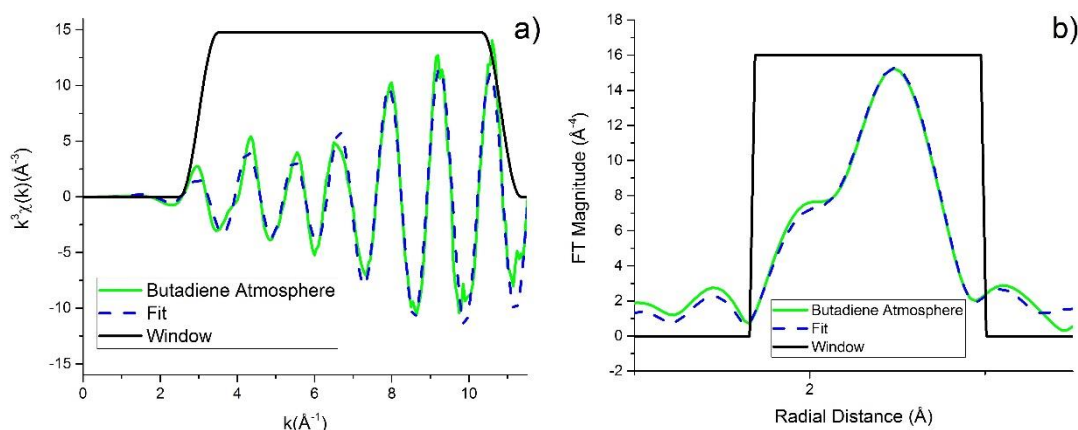 a)
15
10
5
0
-5
-10
-15
k³χ(k)(Å⁻³)
Butadiene Atmosphere
Fit
Window
0 2 4 6 8 10
k(Å⁻¹)
b)
18
16
14
12
10
8
6
4
2
0
-2
FT Magnitude (Å⁻⁴)
Butadiene Atmosphere
Fit
Window
2
Radial Distance (Å)